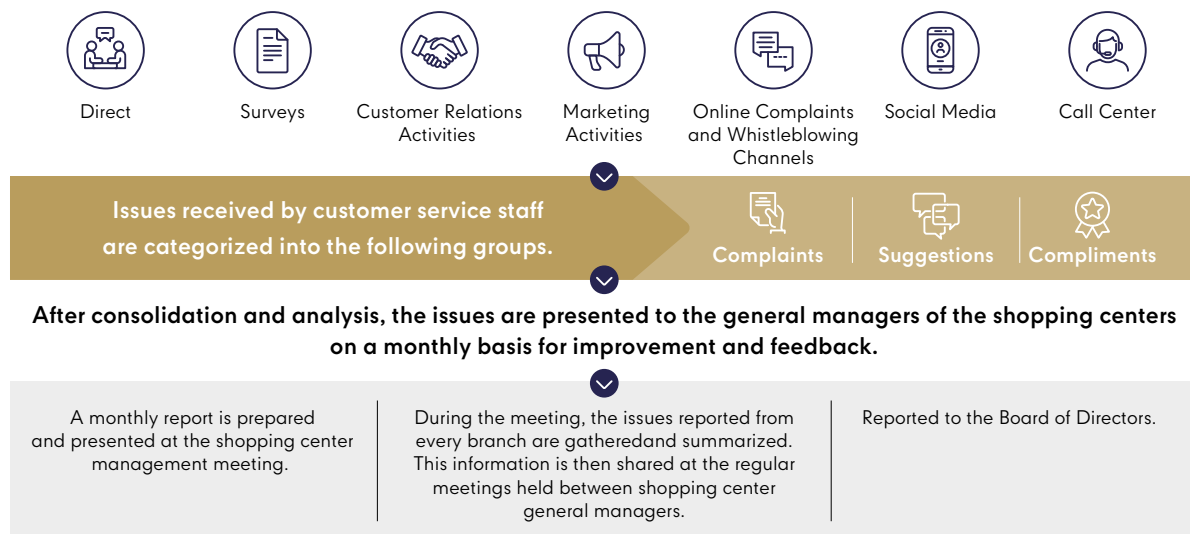 Direct
Surveys
Customer Relations
Activities
Marketing
Activities
Online Complaints
and Whistleblowing
Channels
Social Media
Call Center
Issues received by customer service staff
are categorized into the following groups.
Complaints
Suggestions
Compliments
After consolidation and analysis, the issues are presented to the general managers of the shopping centers
on a monthly basis for improvement and feedback.
A monthly report is prepared
and presented at the shopping center
management meeting.
During the meeting, the issues reported from
every branch are gatheredand summarized.
This information is then shared at the regular
meetings held between shopping center
general managers.
Reported to the Board of Directors.